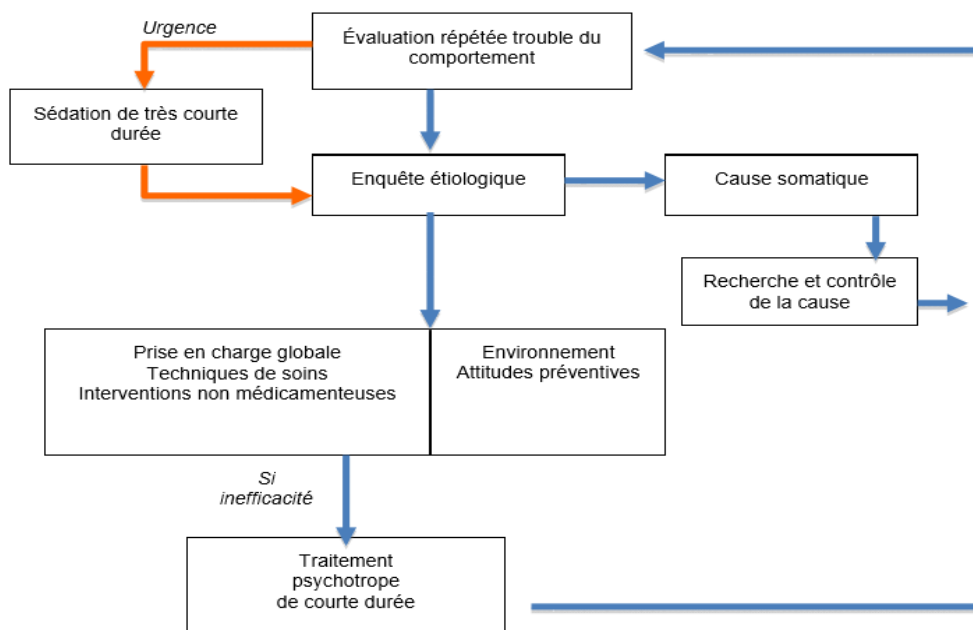 Urgence
Évaluation répétée trouble du
comportement
Sédation de très courte
durée
Enquête étiologique
Cause somatique
Recherche et contrôle
de la cause
Prise en charge globale
Techniques de soins
Interventions non médicamenteuses
Environnement
Attitudes préventives
Si
inefficacité
Traitement
psychotrope
de courte durée